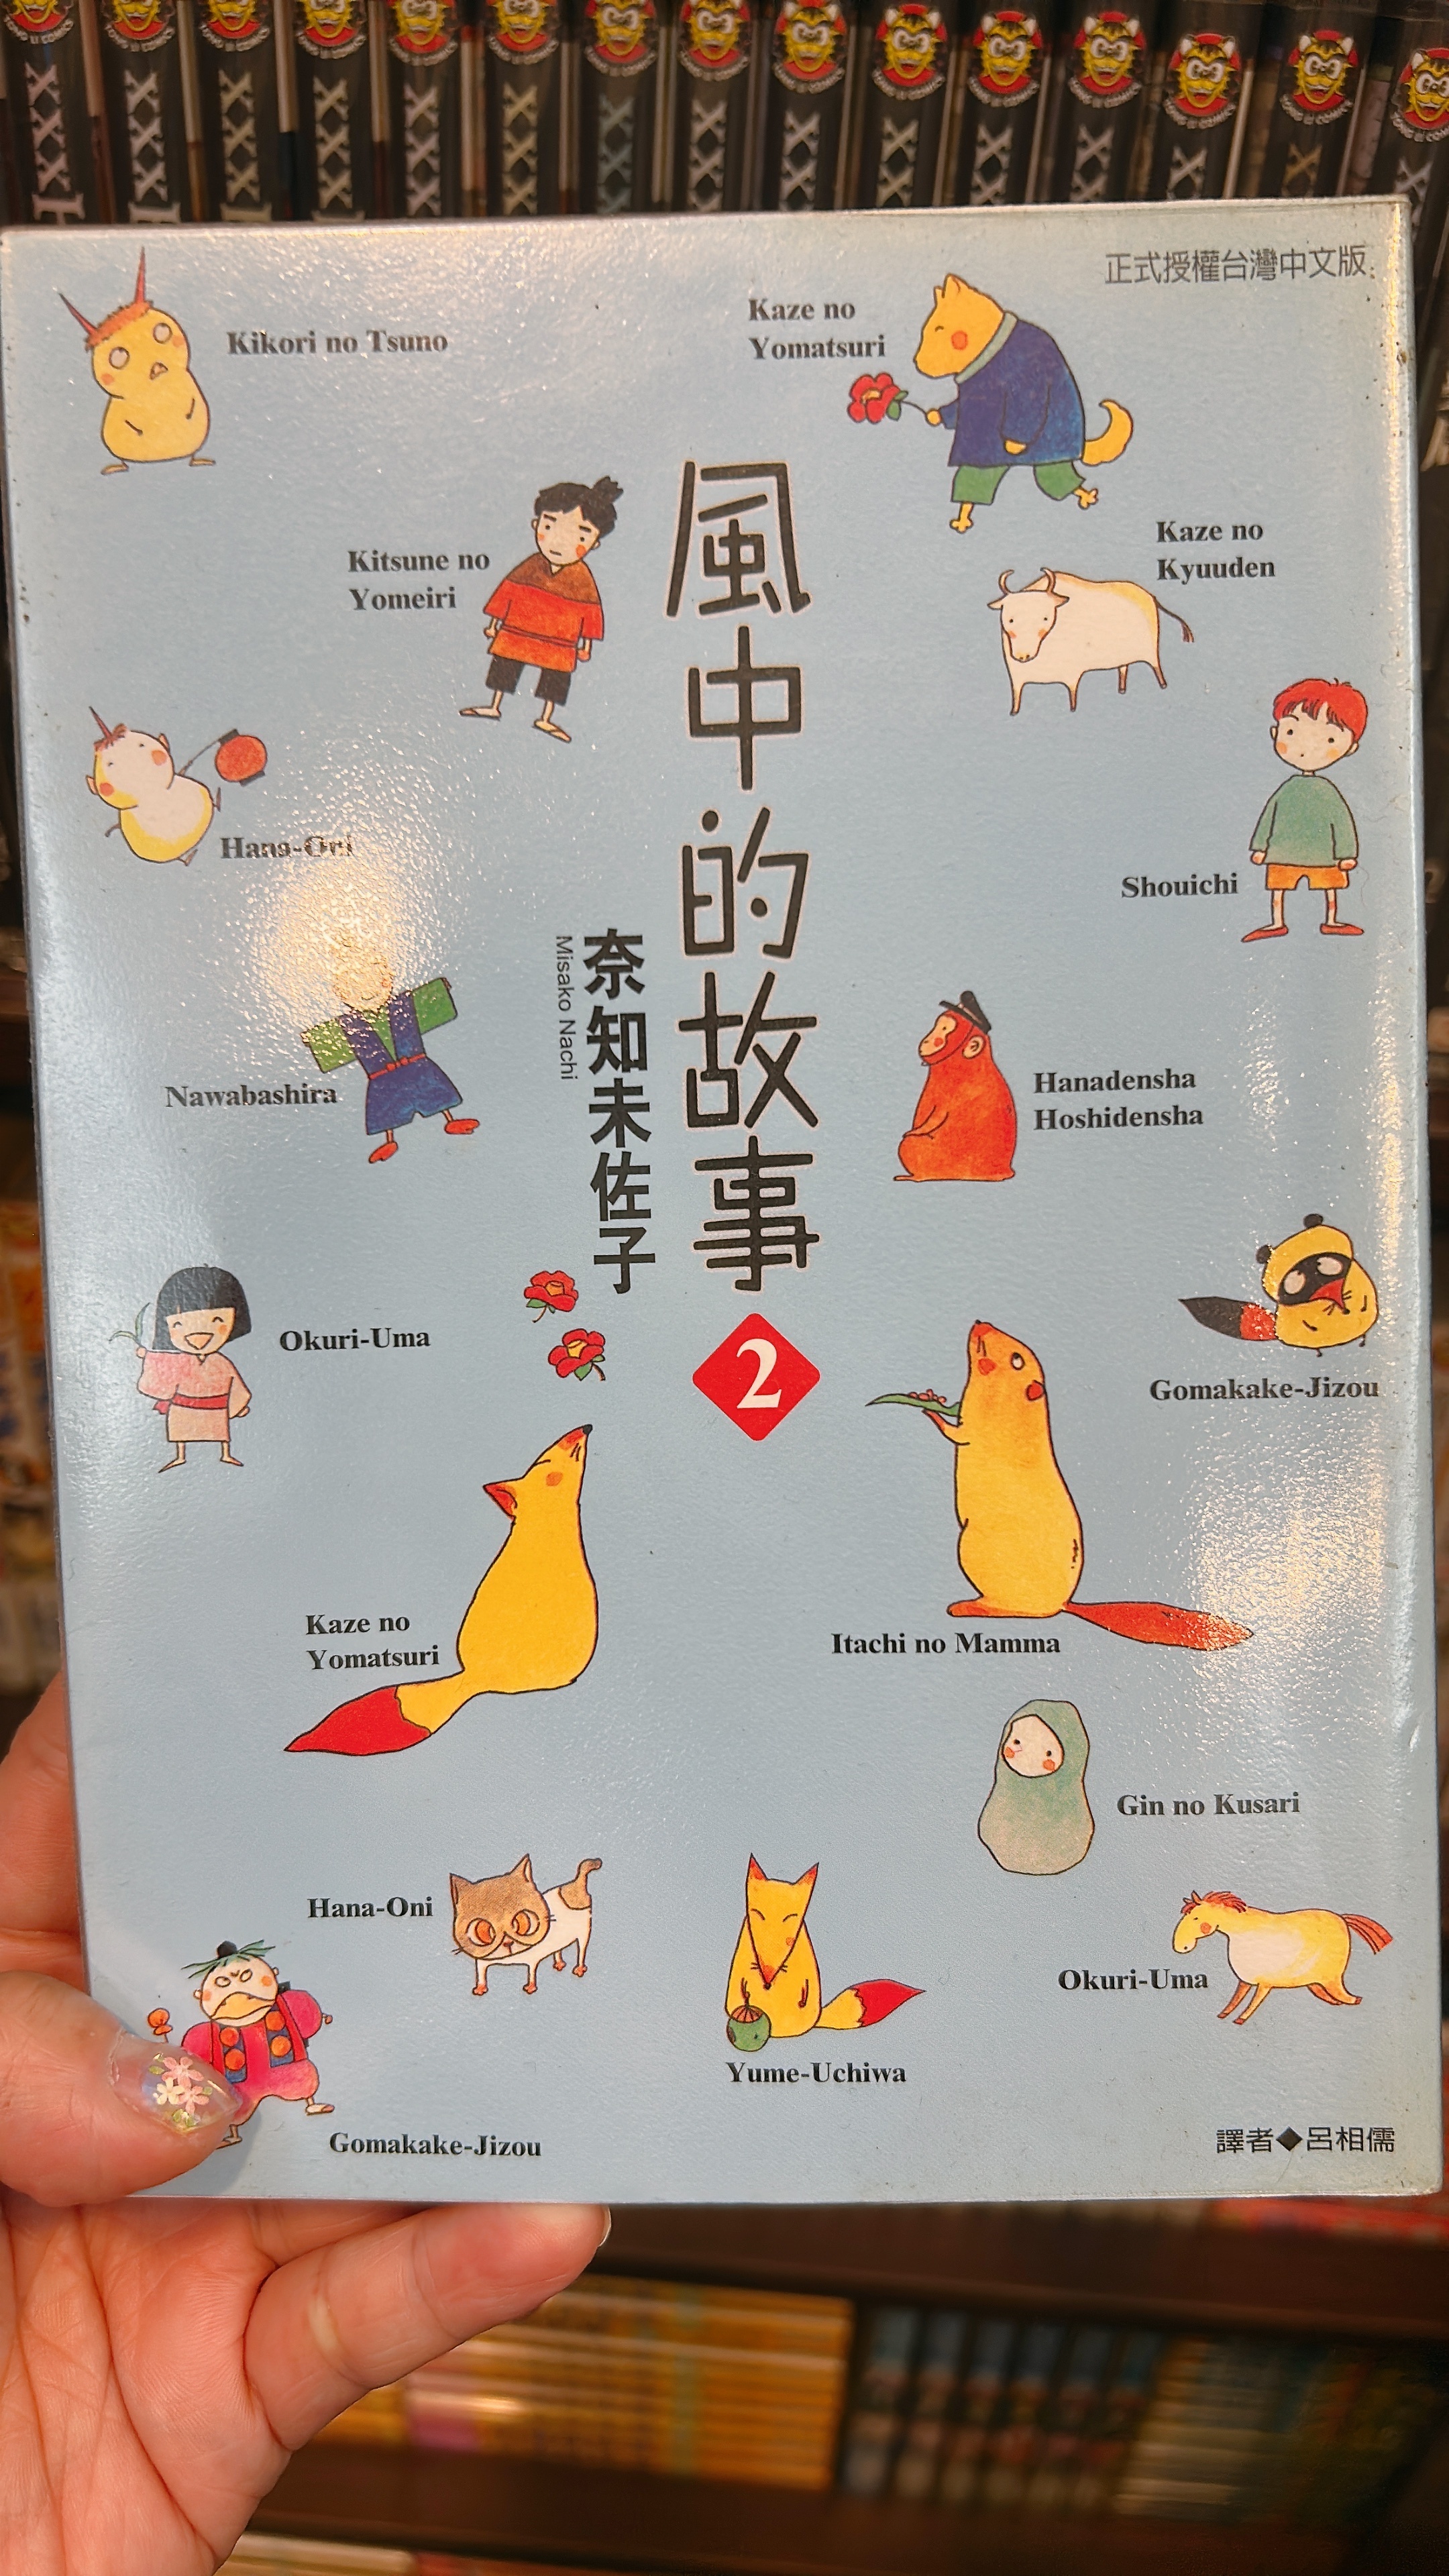 正式授權台灣中文版
Kikori no Tsuno
Kaze no
Yomatsuri
Kitsune no
Yomeiri
Kaze no
Kyuuden
風中的故事
2
奈知未佐子
Misako Nachi
Hana-Oni
Shouichi
Nawabashira
Hanadensha
Hoshidensha
Okuri-Uma
Gomakake-Jizou
Kaze no
Yomatsuri
Itachi no Mamma
Gin no Kusari
Hana-Oni
Okuri-Uma
Yume-Uchiwa
Gomakake-Jizou
譯者◆呂相儒